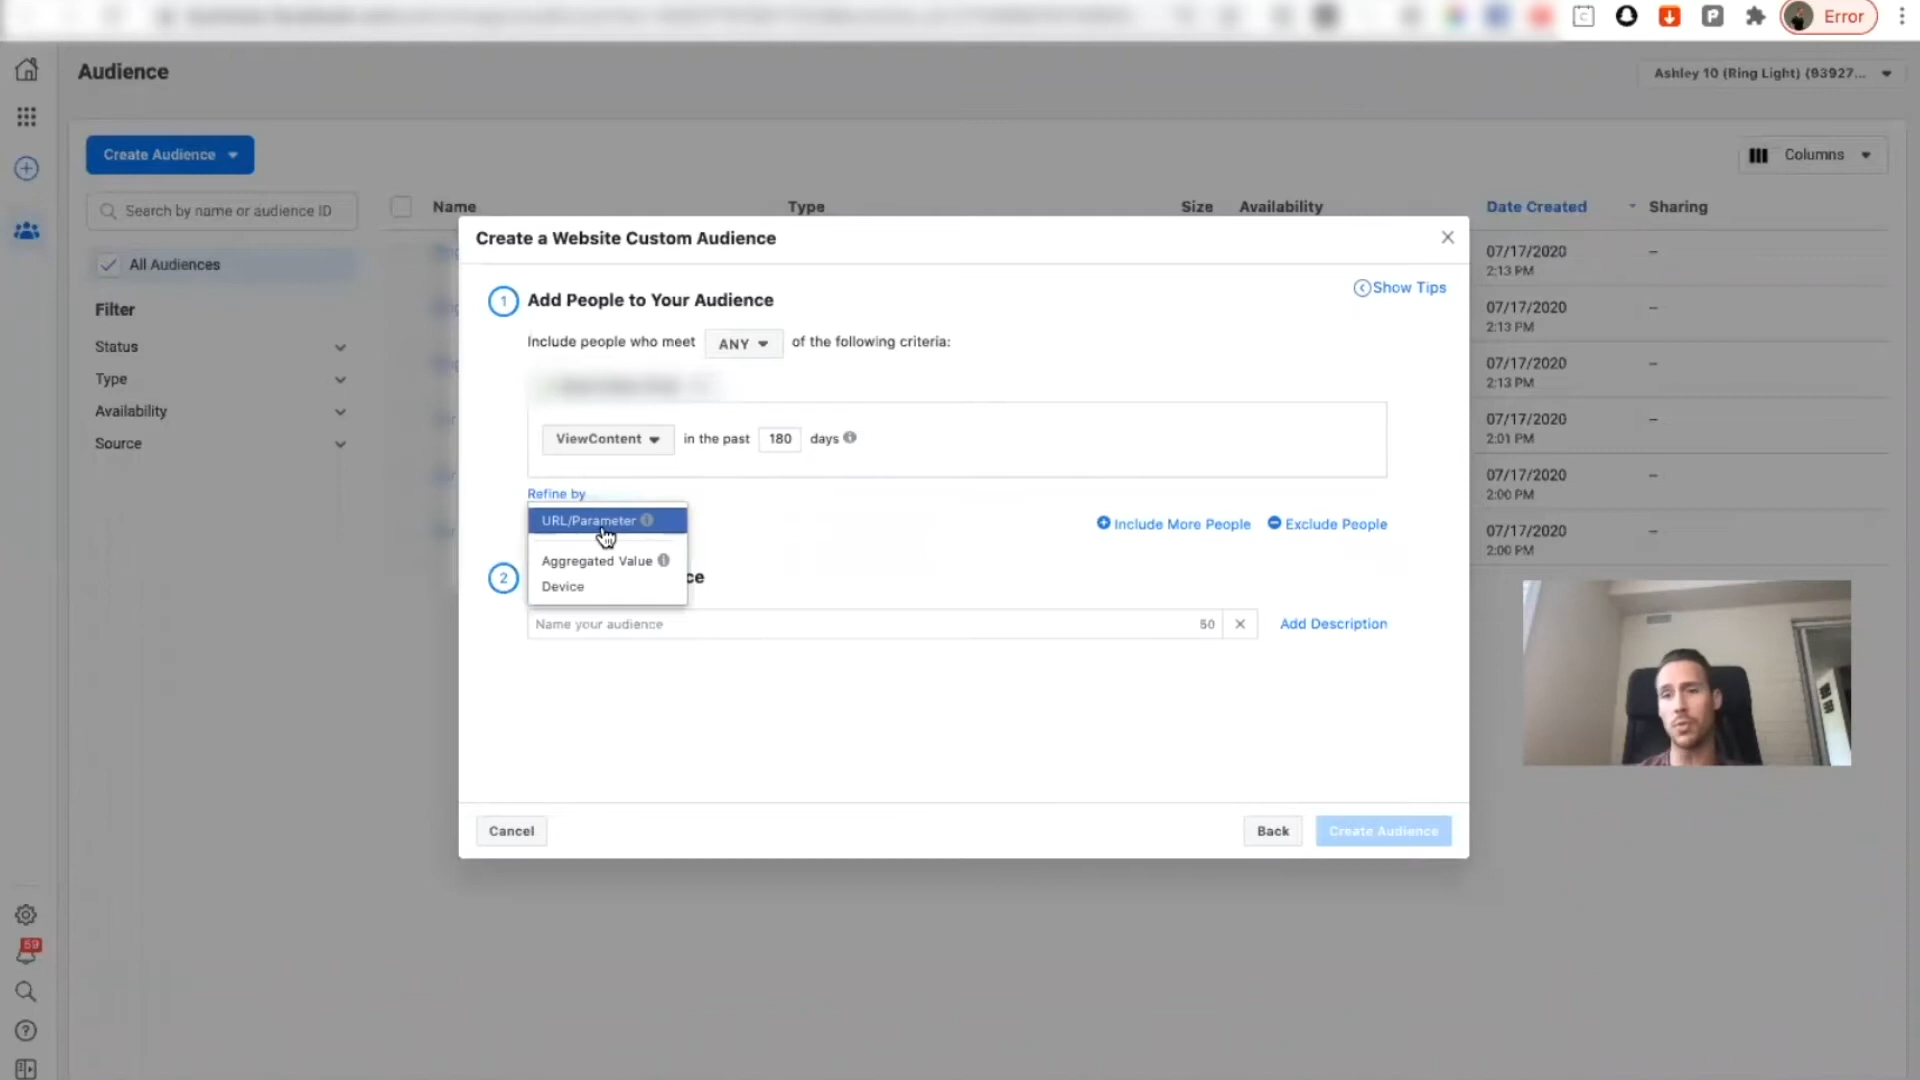 Error
Audience
Ashley 10 (Ring Light) (93927...
Create Audience
Columns
Search by name or audience ID
Name
Type
Size
Availability
Date Created
Sharing
All Audiences
Filter
Status
Type
Availability
Source
07/17/2020
2:13 PM
--
07/17/2020
2:13 PM
--
07/17/2020
2:13 PM
--
07/17/2020
2:01 PM
--
07/17/2020
2:00 PM
--
07/17/2020
2:00 PM
--
Create a Website Custom Audience
Show Tips
1 Add People to Your Audience
Include people who meet ANY of the following criteria:
ViewContent in the past 180 days
Refine by
URL/Parameter
Aggregated Value
Device
Include More People
Exclude People
2
ce
Name your audience
50
Add Description
Cancel
Back
Create Audience
59